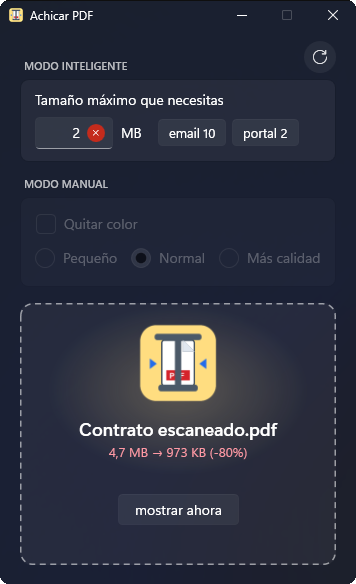 Achicar PDF
MODO INTELIGENTE
Tamaño máximo que necesitas
2 MB email 10 portal 2
MODO MANUAL
Quitar color
Pequeño Normal Más calidad
PDF
Contrato escaneado.pdf
4,7 MB → 973 KB (-80%)
mostrar ahora